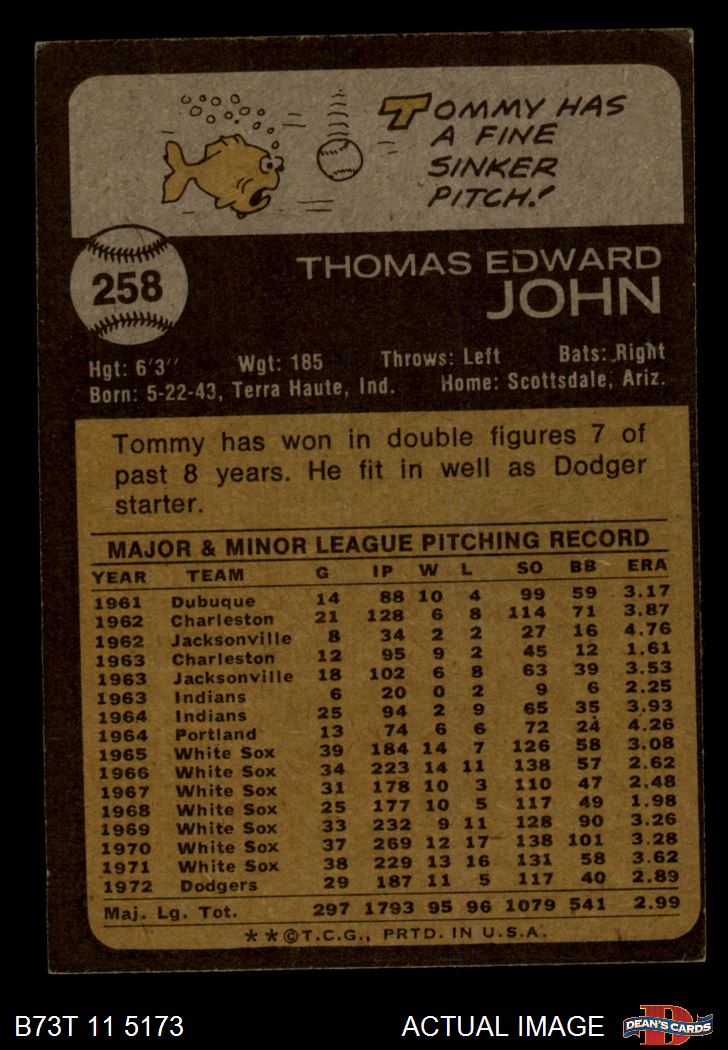 TOMMY HAS
A FINE
SINKER
PITCH!
258
THOMAS EDWARD
JOHN
Hgt: 6'3'' Wgt: 185 Throws: Left Bats: Right
Born: 5-22-43, Terra Haute, Ind. Home: Scottsdale, Ariz.
Tommy has won in double figures 7 of
past 8 years. He fit in well as Dodger
starter.
MAJOR & MINOR LEAGUE PITCHING RECORD
YEAR TEAM G IP W L SO BB ERA
1961 Dubuque 14 88 10 4 99 59 3.17
1962 Charleston 21 128 6 8 114 71 3.87
1962 Jacksonville 8 34 2 2 27 16 4.76
1963 Charleston 12 95 9 2 45 12 1.61
1963 Jacksonville 18 102 6 8 63 39 3.53
1963 Indians 6 20 0 2 9 6 2.25
1964 Indians 25 94 2 9 65 35 3.93
1964 Portland 13 74 6 6 72 24 4.26
1965 White Sox 39 184 14 7 126 58 3.08
1966 White Sox 34 223 14 11 138 57 2.62
1967 White Sox 31 178 10 3 110 47 2.48
1968 White Sox 25 177 10 5 117 49 1.98
1969 White Sox 33 232 9 11 128 90 3.26
1970 White Sox 37 269 12 17 138 101 3.28
1971 White Sox 38 229 13 16 131 58 3.62
1972 Dodgers 29 187 11 5 117 40 2.89
Maj. Lg. Tot. 297 1793 95 96 1079 541 2.99
**©T.C.G., PRTD. IN U.S.A.
B73T 11 5173 ACTUAL IMAGE D DEAN'S CARDS